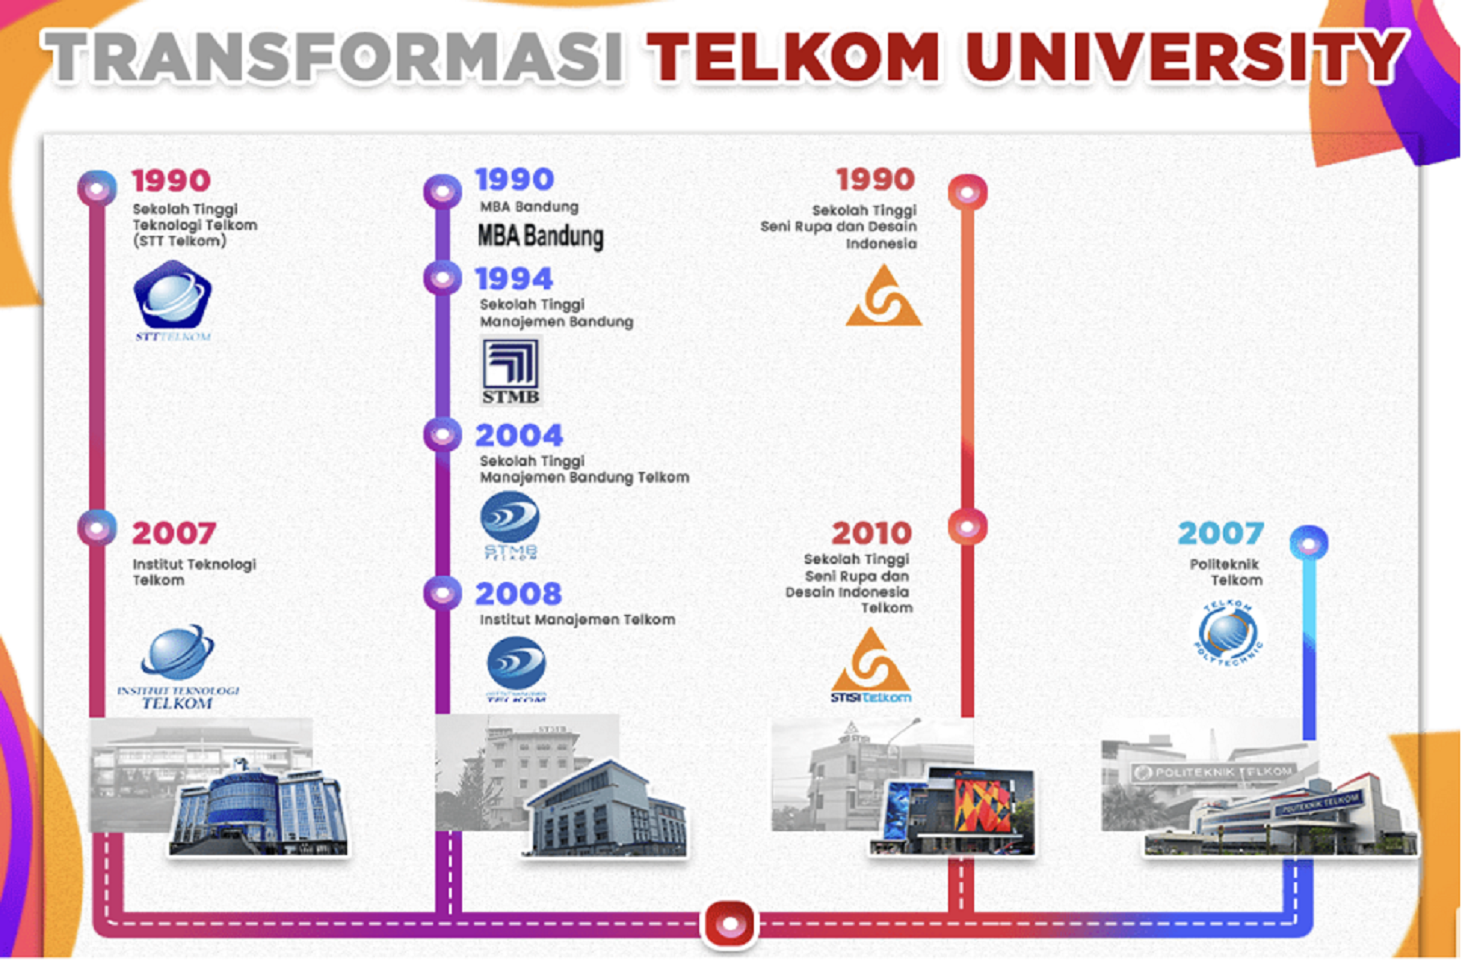 TRANSFORMASI TELKOM UNIVERSITY
1990
Sekolah Tinggi
Teknologi Telkom
(STT Telkom)
STTTELKOM
2007
Institut Teknologi
Telkom
INSTITUT TEKNOLOGI
TELKOM
1990
MBA Bandung
MBA Bandung
1994
Sekolah Tinggi
Manajemen Bandung
STMB
2004
Sekolah Tinggi
Manajemen Bandung Telkom
STMB
TELKOM
2008
Institut Manajemen Telkom
TELKOM
STMB
1990
Sekolah Tinggi
Seni Rupa dan Desain
Indonesia
2010
Sekolah Tinggi
Seni Rupa dan
Desain Indonesia
Telkom
STISI Telkom
2007
Politeknik
Telkom
TELKOM
POLYTECHNIC
POLITEKNIK TELKOM
POLITEKNIK TELKOM